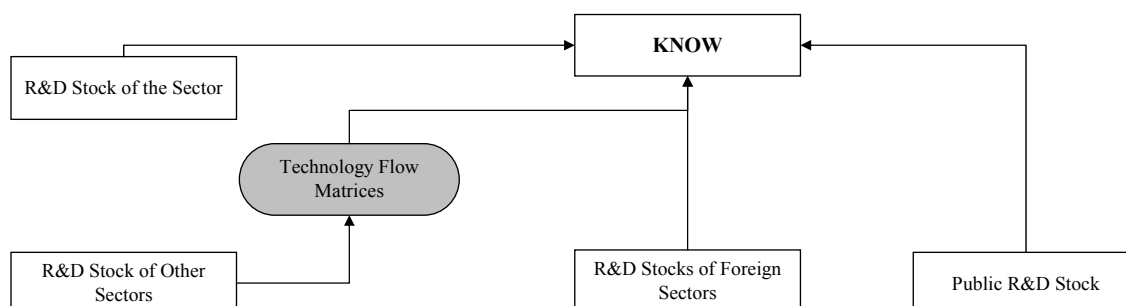 KNOW
R&D Stock of the Sector
Technology Flow
Matrices
R&D Stock of Other
Sectors
R&D Stocks of Foreign
Sectors
Public R&D Stock